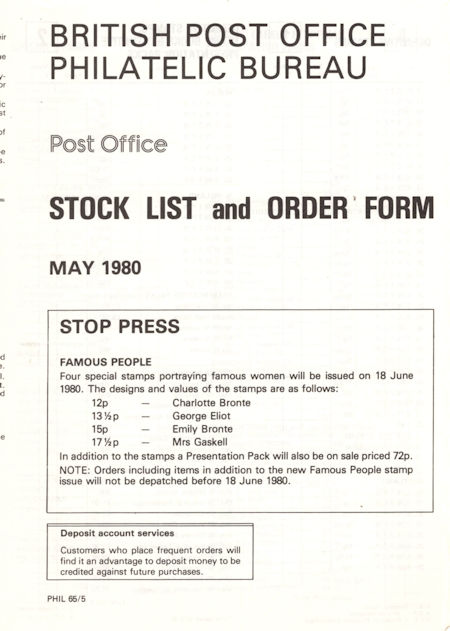 BRITISH POST OFFICE
PHILATELIC BUREAU
Post Office
STOCK LIST and ORDER FORM
MAY 1980
STOP PRESS
FAMOUS PEOPLE
Four special stamps portraying famous women will be issued on 18 June
1980. The designs and values of the stamps are as follows:
12p — Charlotte Bronte
13½p — George Eliot
15p — Emily Bronte
17½p — Mrs Gaskell
In addition to the stamps a Presentation Pack will also be on sale priced 72p.
NOTE: Orders including items in addition to the new Famous People stamp
issue will not be depatched before 18 June 1980.
Deposit account services
Customers who place frequent orders will
find it an advantage to deposit money to be
credited against future purchases.
PHIL 65/5